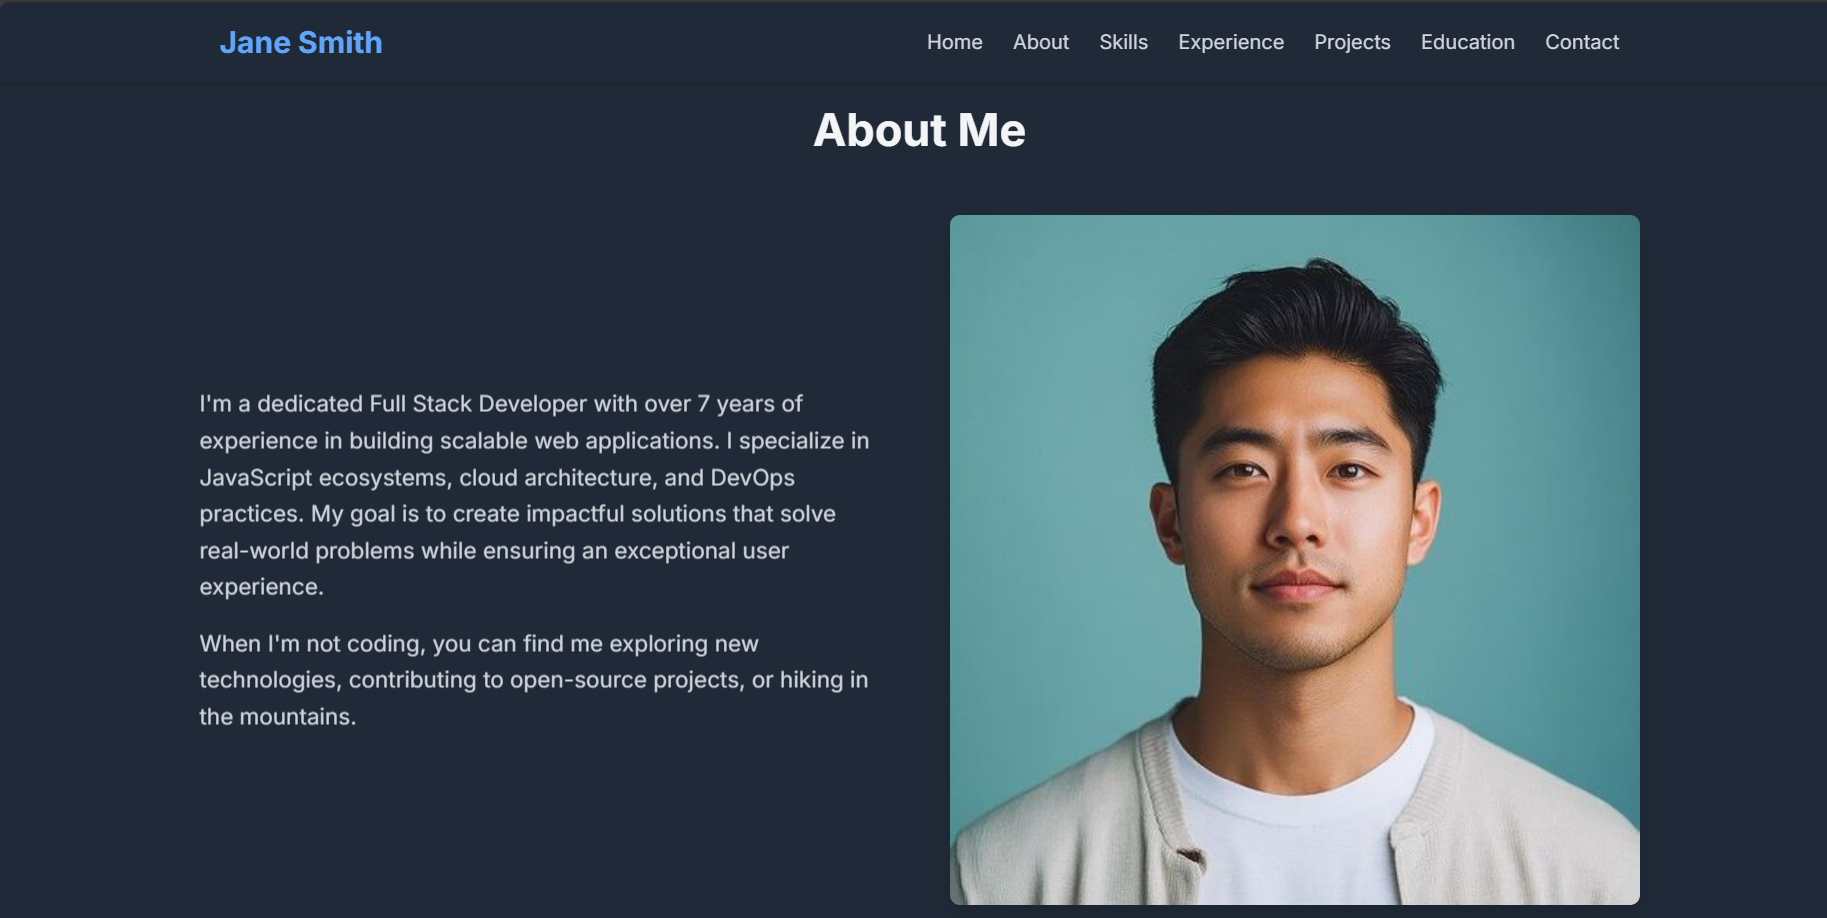 Jane Smith
Home About Skills Experience Projects Education Contact
About Me
I'm a dedicated Full Stack Developer with over 7 years of
experience in building scalable web applications. I specialize in
JavaScript ecosystems, cloud architecture, and DevOps
practices. My goal is to create impactful solutions that solve
real-world problems while ensuring an exceptional user
experience.
When I'm not coding, you can find me exploring new
technologies, contributing to open-source projects, or hiking in
the mountains.